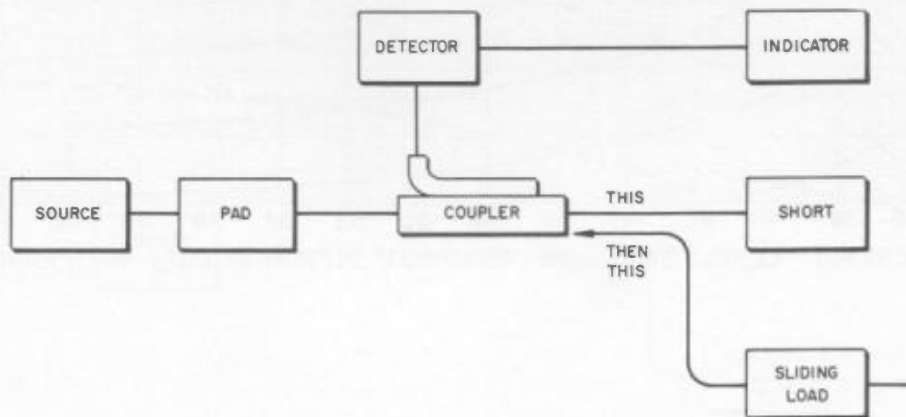 DETECTOR
INDICATOR
SOURCE
PAD
COUPLER
THIS
SHORT
THEN
THIS
SLIDING
LOAD